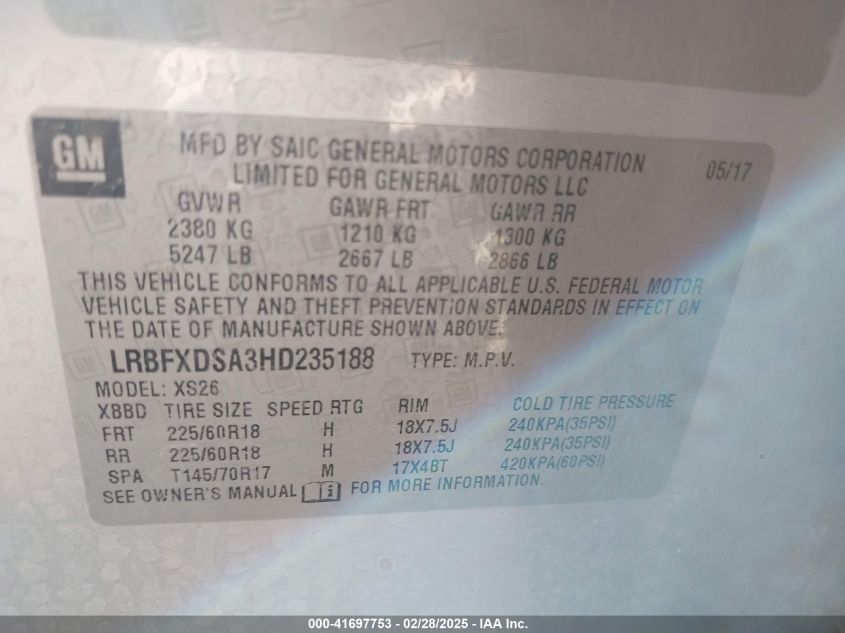 GM
MFD BY SAIC GENERAL MOTORS CORPORATION
LIMITED FOR GENERAL MOTORS LLC
05/17
GVWR GAWR FRT GAWR RR
2380 KG 1210 KG 1300 KG
5247 LB 2667 LB 2866 LB
THIS VEHICLE CONFORMS TO ALL APPLICABLE U.S. FEDERAL MOTOR
VEHICLE SAFETY AND THEFT PREVENTION STANDARDS IN EFFECT ON
THE DATE OF MANUFACTURE SHOWN ABOVE.
LRBFXDSA3HD235188 TYPE: M.P.V.
MODEL: XS26
XBBD TIRE SIZE SPEED RTG RIM COLD TIRE PRESSURE
FRT 225/60R18 H 18X7.5J 240KPA(35PSI)
RR 225/60R18 H 18X7.5J 240KPA(35PSI)
SPA T145/70R17 M 17X4BT 420KPA(60PSI)
SEE OWNER'S MANUAL FOR MORE INFORMATION.
000-41697753 - 02/28/2025 - IAA Inc.